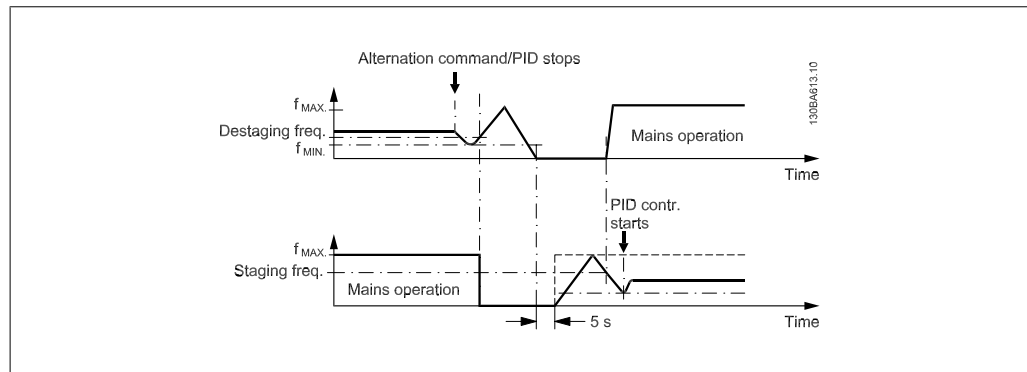 Alternation command/PID stops
130BA613.10
f MAX.
Destaging freq.
f MIN.
Mains operation
Time
PID contr.
starts
f MAX.
Staging freq.
Mains operation
5 s
Time